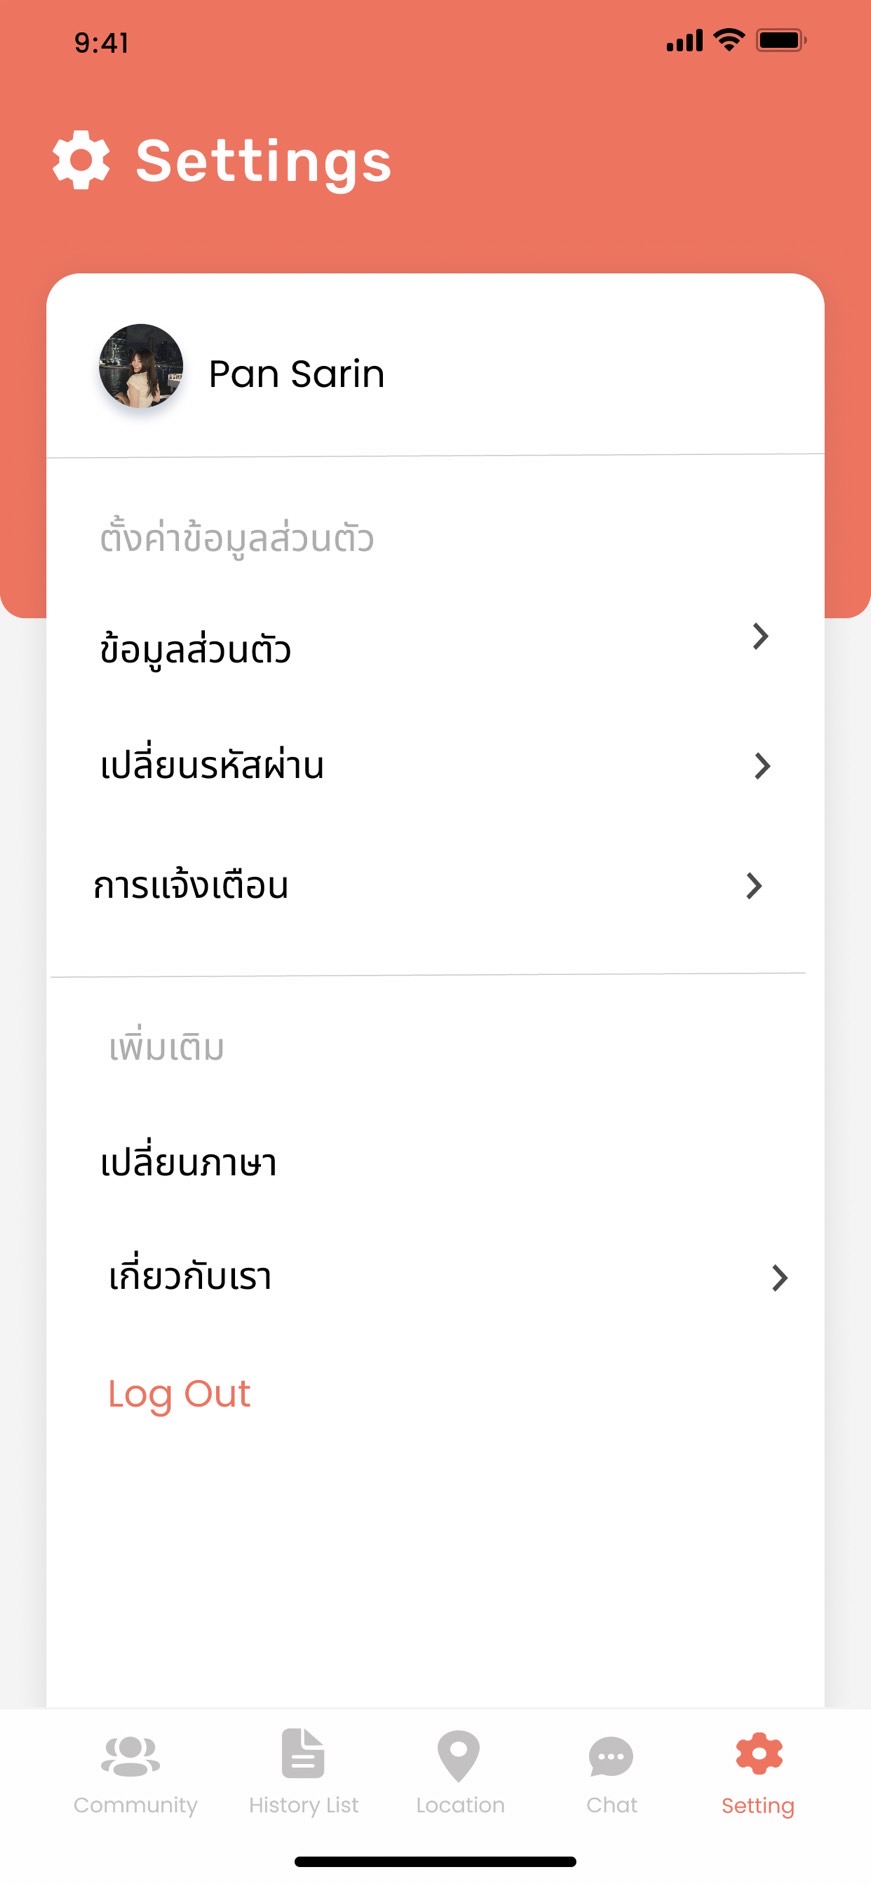 9:41
Settings
Pan Sarin
ตั้งค่าข้อมูลส่วนตัว
ข้อมูลส่วนตัว
เปลี่ยนรหัสผ่าน
การแจ้งเตือน
เพิ่มเติม
เปลี่ยนภาษา
เกี่ยวกับเรา
Log Out
Community History List Location Chat Setting